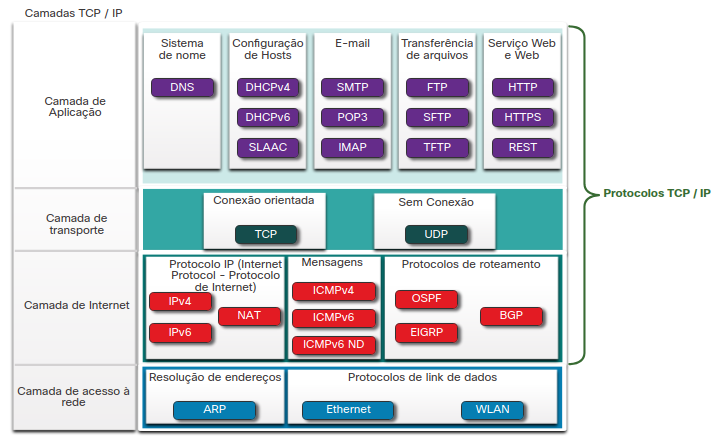 Camadas TCP / IP
Camada de
Aplicação
Sistema
de nome
DNS
Configuração
de Hosts
DHCPv4
DHCPv6
SLAAC
E-mail
SMTP
POP3
IMAP
Transferência
de arquivos
FTP
SFTP
TFTP
Serviço Web
e Web
HTTP
HTTPS
REST
Protocolos TCP / IP
Camada de
transporte
Conexão orientada
TCP
Sem Conexão
UDP
Camada de Internet
Protocolo IP (Internet
Protocol - Protocolo
de Internet)
IPv4
NAT
IPv6
Mensagens
ICMPv4
ICMPv6
ICMPv6 ND
Protocolos de roteamento
OSPF
BGP
EIGRP
Camada de acesso à
rede
Resolução de endereços
ARP
Protocolos de link de dados
Ethernet
WLAN